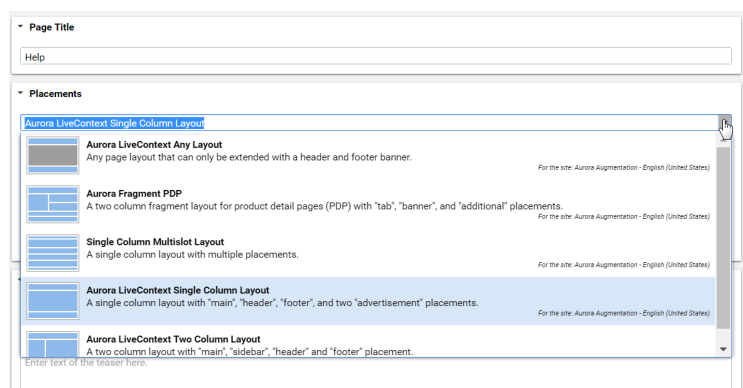 Page Title
Help
Placements
Aurora LiveContext Single Column Layout
Aurora LiveContext Any Layout
Any page layout that can only be extended with a header and footer banner.
For the site: Aurora Augmentation - English (United States)
Aurora Fragment PDP
A two column fragment layout for product detail pages (PDP) with "tab", "banner", and "additional" placements.
For the site: Aurora Augmentation - English (United States)
Single Column Multislot Layout
A single column layout with multiple placements.
For the site: Aurora Augmentation - English (United States)
Aurora LiveContext Single Column Layout
A single column layout with "main", "header", "footer", and two "advertisement" placements.
For the site: Aurora Augmentation - English (United States)
Aurora LiveContext Two Column Layout
A two column layout with "main", "sidebar", "header" and "footer" placement.
Enter text of the teaser here.